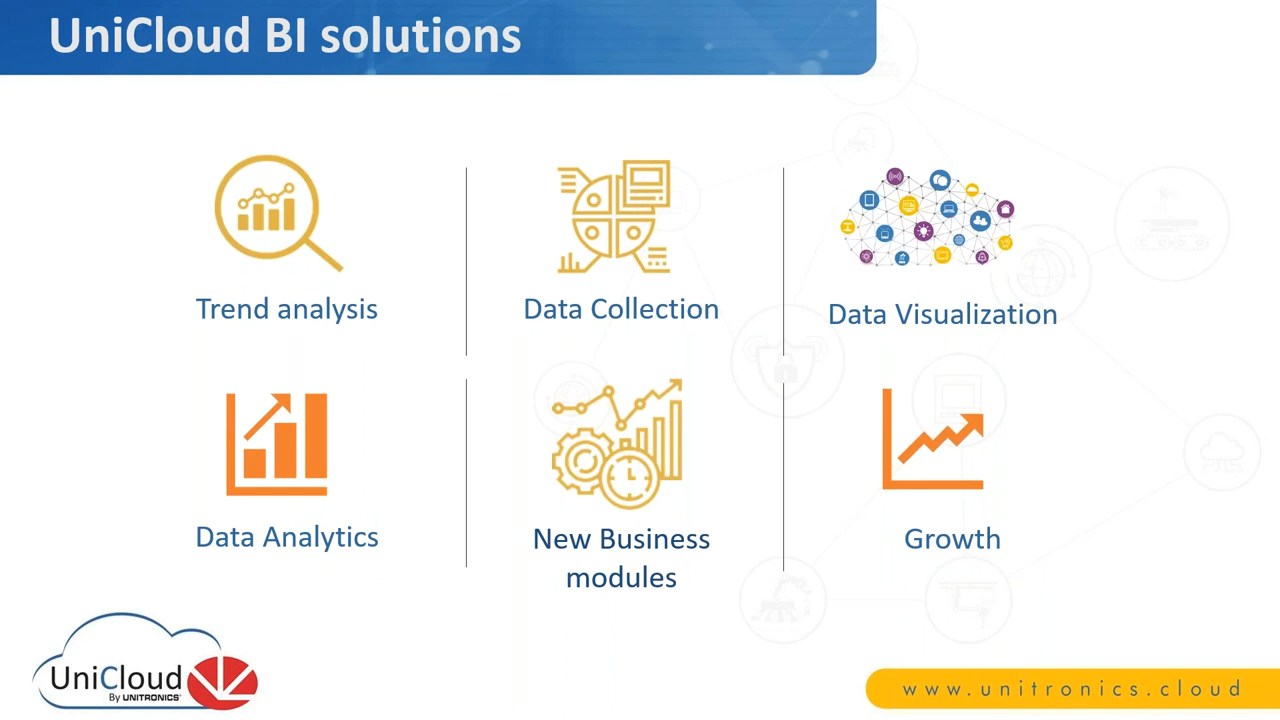 UniCloud BI solutions
Trend analysis
Data Collection
Data Visualization
Data Analytics
New Business
modules
Growth
UniCloud
By UNITRONICS
www.unitronics.cloud